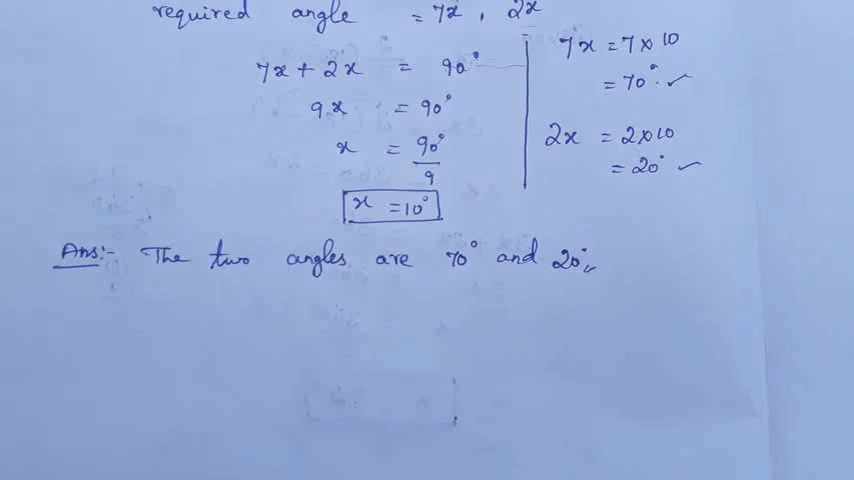 required angle = 7x, 2x
7x + 2x = 90°
9x = 90°
x = 90°
9
x = 10°
7x = 7×10
= 70°. ✓
2x = 2×10
= 20° ✓
Ans:- The two angles are 70° and 20°〃